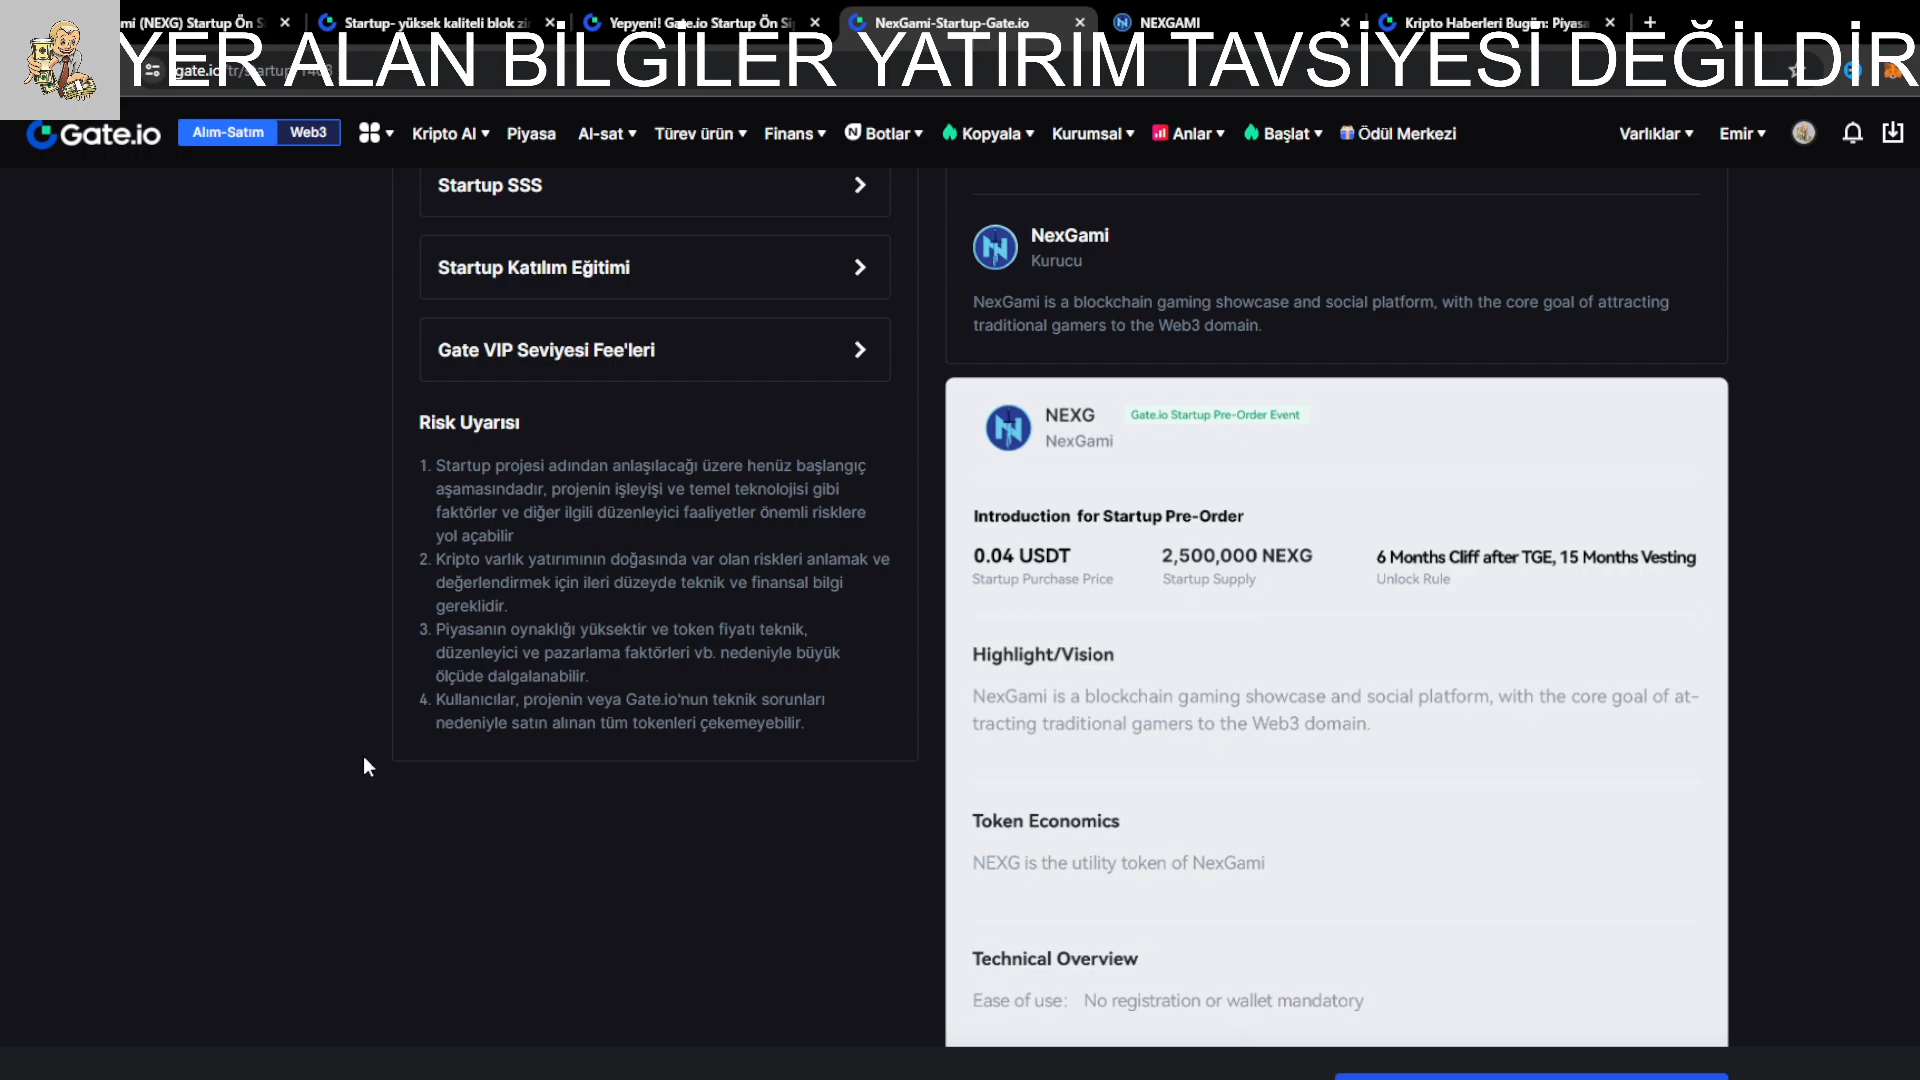 mi (NEXG) Startup Ön S
Startup- yüksek kaliteli blok zi
Yepyeni! Gate.io Startup Ön Si
NexGami-Startup-Gate.io
NEXGAMI
Kripto Haberleri Bugün: Piyasa
YER ALAN BİLGİLER YATIRIM TAVSİYESİ DEĞİLDİR
gate.io/tr/startup/1403
Gate.io
Alım-Satım Web3
Kripto Al Piyasa Al-sat Türev ürün Finans Botlar Kopyala Kurumsal Anlar Başlat Ödül Merkezi
Varlıklar Emir
Startup SSS
Startup Katılım Eğitimi
Gate VIP Seviyesi Fee'leri
Risk Uyarısı
1. Startup projesi adından anlaşılacağı üzere henüz başlangıç
aşamasındadır, projenin işleyişi ve temel teknolojisi gibi
faktörler ve diğer ilgili düzenleyici faaliyetler önemli risklere
yol açabilir
2. Kripto varlık yatırımının doğasında var olan riskleri anlamak ve
değerlendirmek için ileri düzeyde teknik ve finansal bilgi
gereklidir.
3. Piyasanın oynaklığı yüksektir ve token fiyatı teknik,
düzenleyici ve pazarlama faktörleri vb. nedeniyle büyük
ölçüde dalgalanabilir.
4. Kullanıcılar, projenin veya Gate.io'nun teknik sorunları
nedeniyle satın alınan tüm tokenleri çekemeyebilir.
NexGami
Kurucu
NexGami is a blockchain gaming showcase and social platform, with the core goal of attracting
traditional gamers to the Web3 domain.
NEXG
Gate.io Startup Pre-Order Event
NexGami
Introduction for Startup Pre-Order
0.04 USDT 2,500,000 NEXG 6 Months Cliff after TGE, 15 Months Vesting
Startup Purchase Price Startup Supply Unlock Rule
Highlight/Vision
NexGami is a blockchain gaming showcase and social platform, with the core goal of at-
tracting traditional gamers to the Web3 domain.
Token Economics
NEXG is the utility token of NexGami
Technical Overview
Ease of use: No registration or wallet mandatory